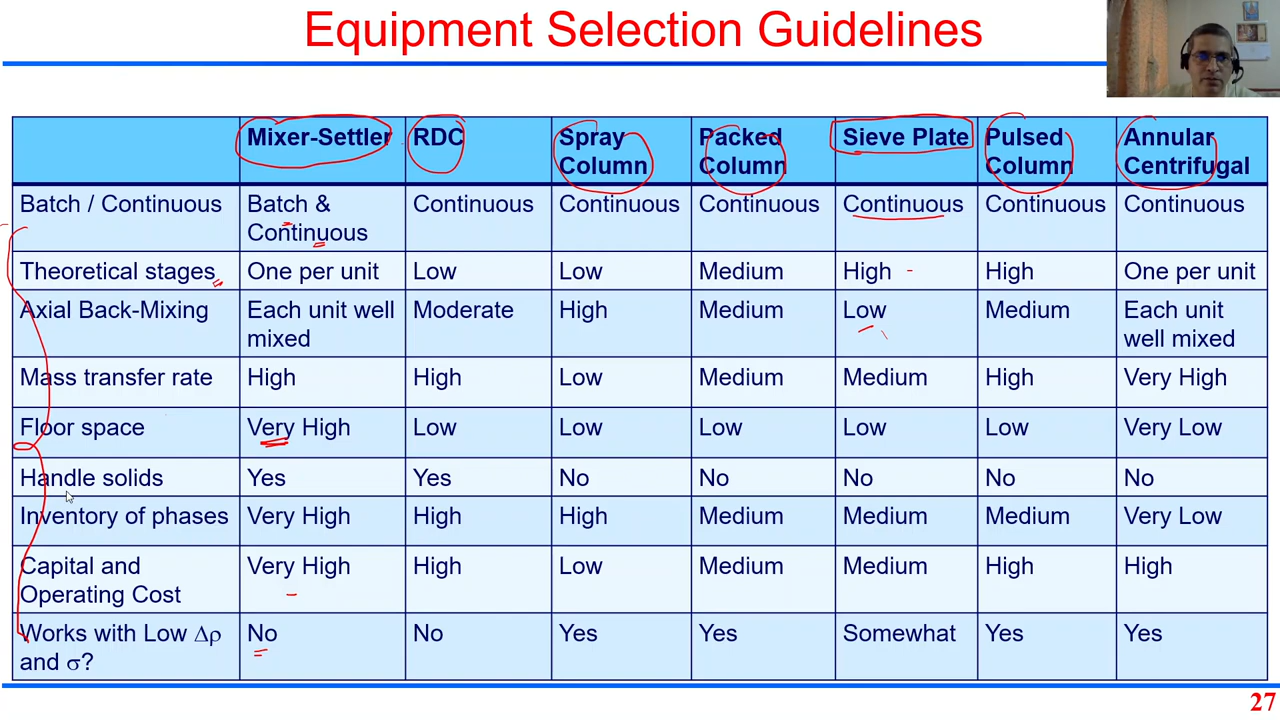 Equipment Selection Guidelines
Mixer-Settler RDC Spray Column Packed Column Sieve Plate Pulsed Column Annular Centrifugal
Batch / Continuous Batch & Continuous Continuous Continuous Continuous Continuous Continuous Continuous
Theoretical stages One per unit Low Low Medium High High One per unit
Axial Back-Mixing Each unit well mixed Moderate High Medium Low Medium Each unit well mixed
Mass transfer rate High High Low Medium Medium High Very High
Floor space Very High Low Low Low Low Low Very Low
Handle solids Yes Yes No No No No No
Inventory of phases Very High High High Medium Medium Medium Very Low
Capital and Operating Cost Very High High Low Medium Medium High High
Works with Low Δρ and σ? No No Yes Yes Somewhat Yes Yes
27